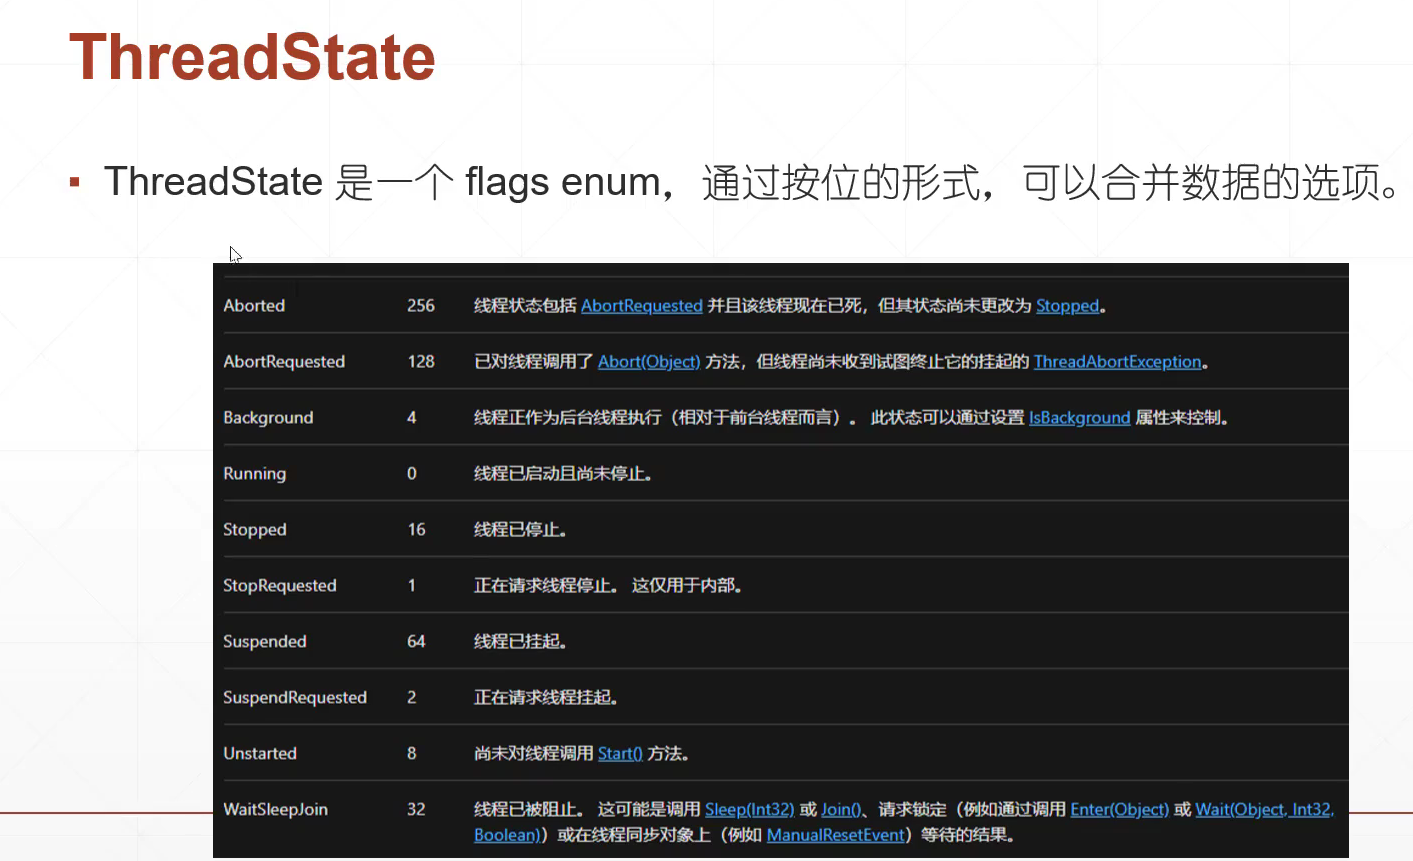 ThreadState
▪ ThreadState 是一个 flags enum，通过按位的形式，可以合并数据的选项。
Aborted 256 线程状态包括 AbortRequested 并且该线程现在已死，但其状态尚未更改为 Stopped。
AbortRequested 128 已对线程调用了 Abort(Object) 方法，但线程尚未收到试图终止它的挂起的 ThreadAbortException。
Background 4 线程正作为后台线程执行（相对于前台线程而言）。 此状态可以通过设置 IsBackground 属性来控制。
Running 0 线程已启动且尚未停止。
Stopped 16 线程已停止。
StopRequested 1 正在请求线程停止。 这仅用于内部。
Suspended 64 线程已挂起。
SuspendRequested 2 正在请求线程挂起。
Unstarted 8 尚未对线程调用 Start() 方法。
WaitSleepJoin 32 线程已被阻止。 这可能是调用 Sleep(Int32) 或 Join()、请求锁定（例如通过调用 Enter(Object) 或 Wait(Object, Int32,
Boolean)）或在线程同步对象上（例如 ManualResetEvent）等待的结果。